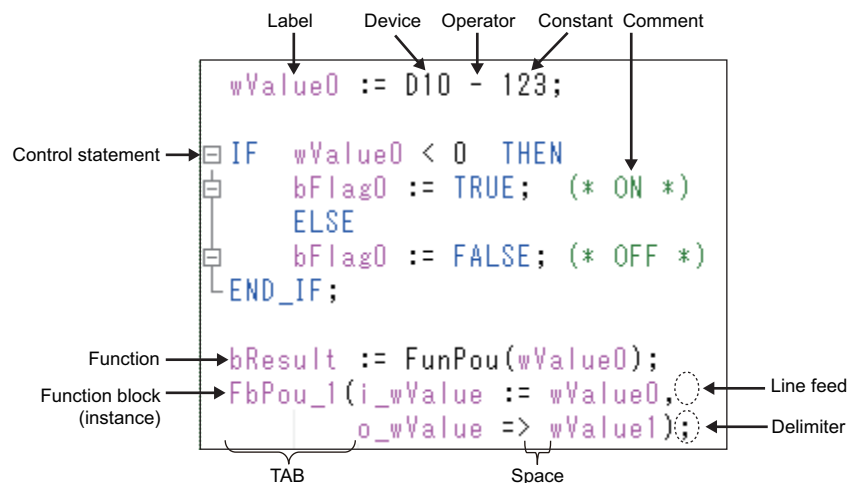 Label Device Operator Constant Comment
wValue0 := D10 - 123;
Control statement IF wValue0 < 0 THEN
bFlag0 := TRUE; (* ON *)
ELSE
bFlag0 := FALSE; (* OFF *)
END_IF;
Function bResult := FunPou(wValue0);
Function block FbPou_1(i_wValue := wValue0, Line feed
(instance)
o_wValue => wValue1); Delimiter
TAB Space